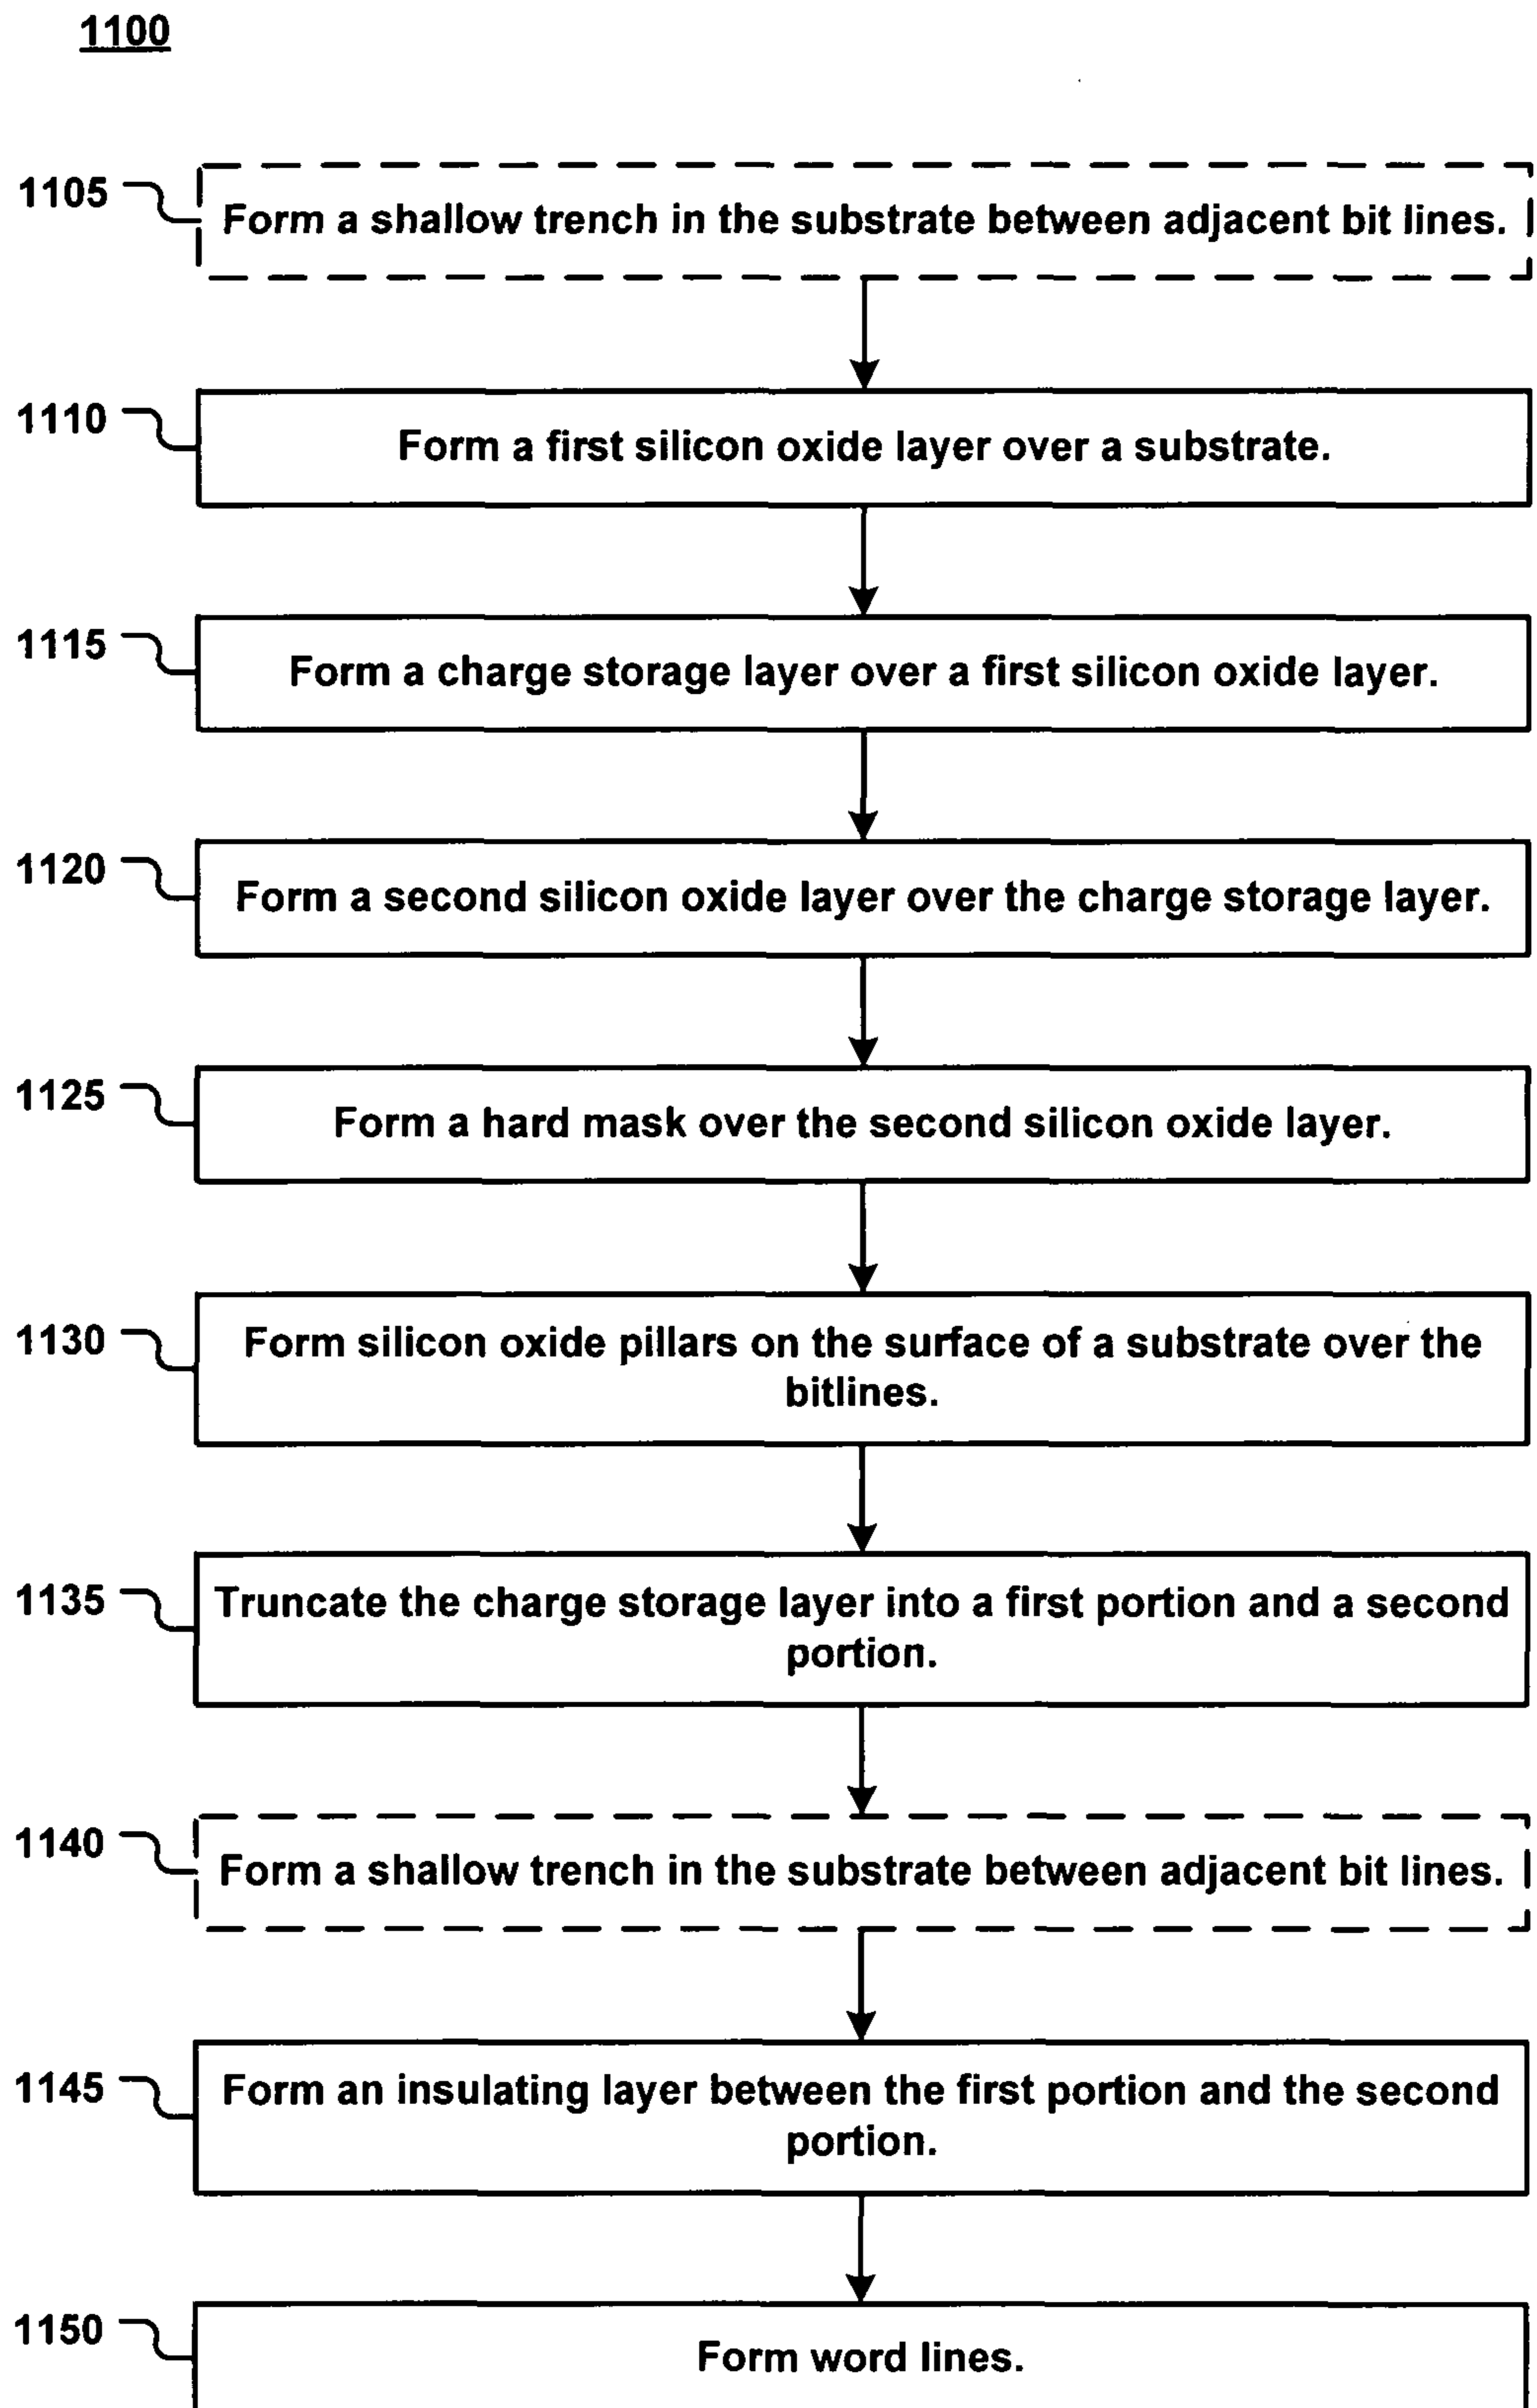 1100
1105
Form a shallow trench in the substrate between adjacent bit lines.
1110
Form a first silicon oxide layer over a substrate.
1115
Form a charge storage layer over a first silicon oxide layer.
1120
Form a second silicon oxide layer over the charge storage layer.
1125
Form a hard mask over the second silicon oxide layer.
1130
Form silicon oxide pillars on the surface of a substrate over the
bitlines.
1135
Truncate the charge storage layer into a first portion and a second
portion.
1140
Form a shallow trench in the substrate between adjacent bit lines.
1145
Form an insulating layer between the first portion and the second
portion.
1150
Form word lines.